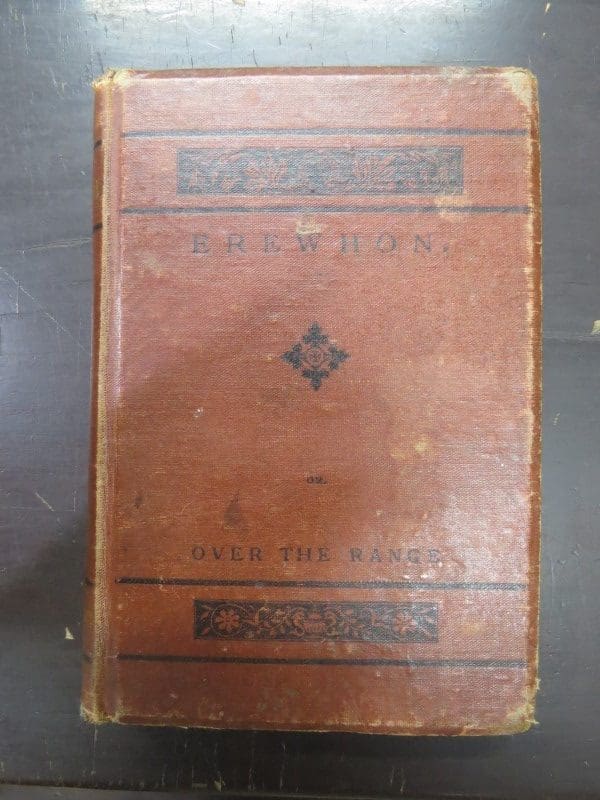 EREWHON,
OR,
OVER THE RANGE